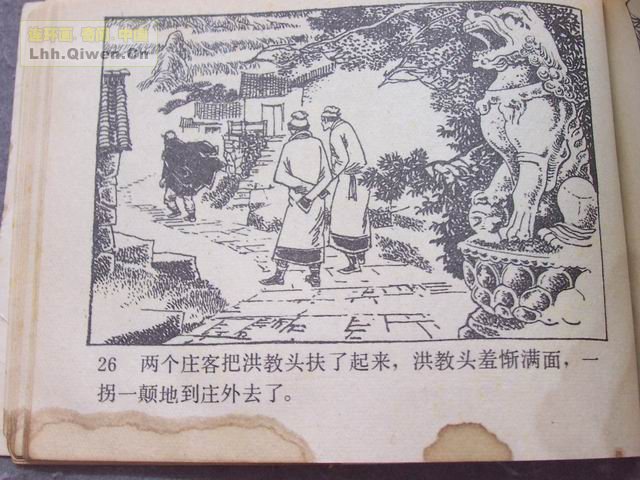 连环画.香闻.中国
Lhh.Qiwen.Cn
26 两个庄客把洪教头扶了起来，洪教头羞惭满面，一
拐一颠地到庄外去了。